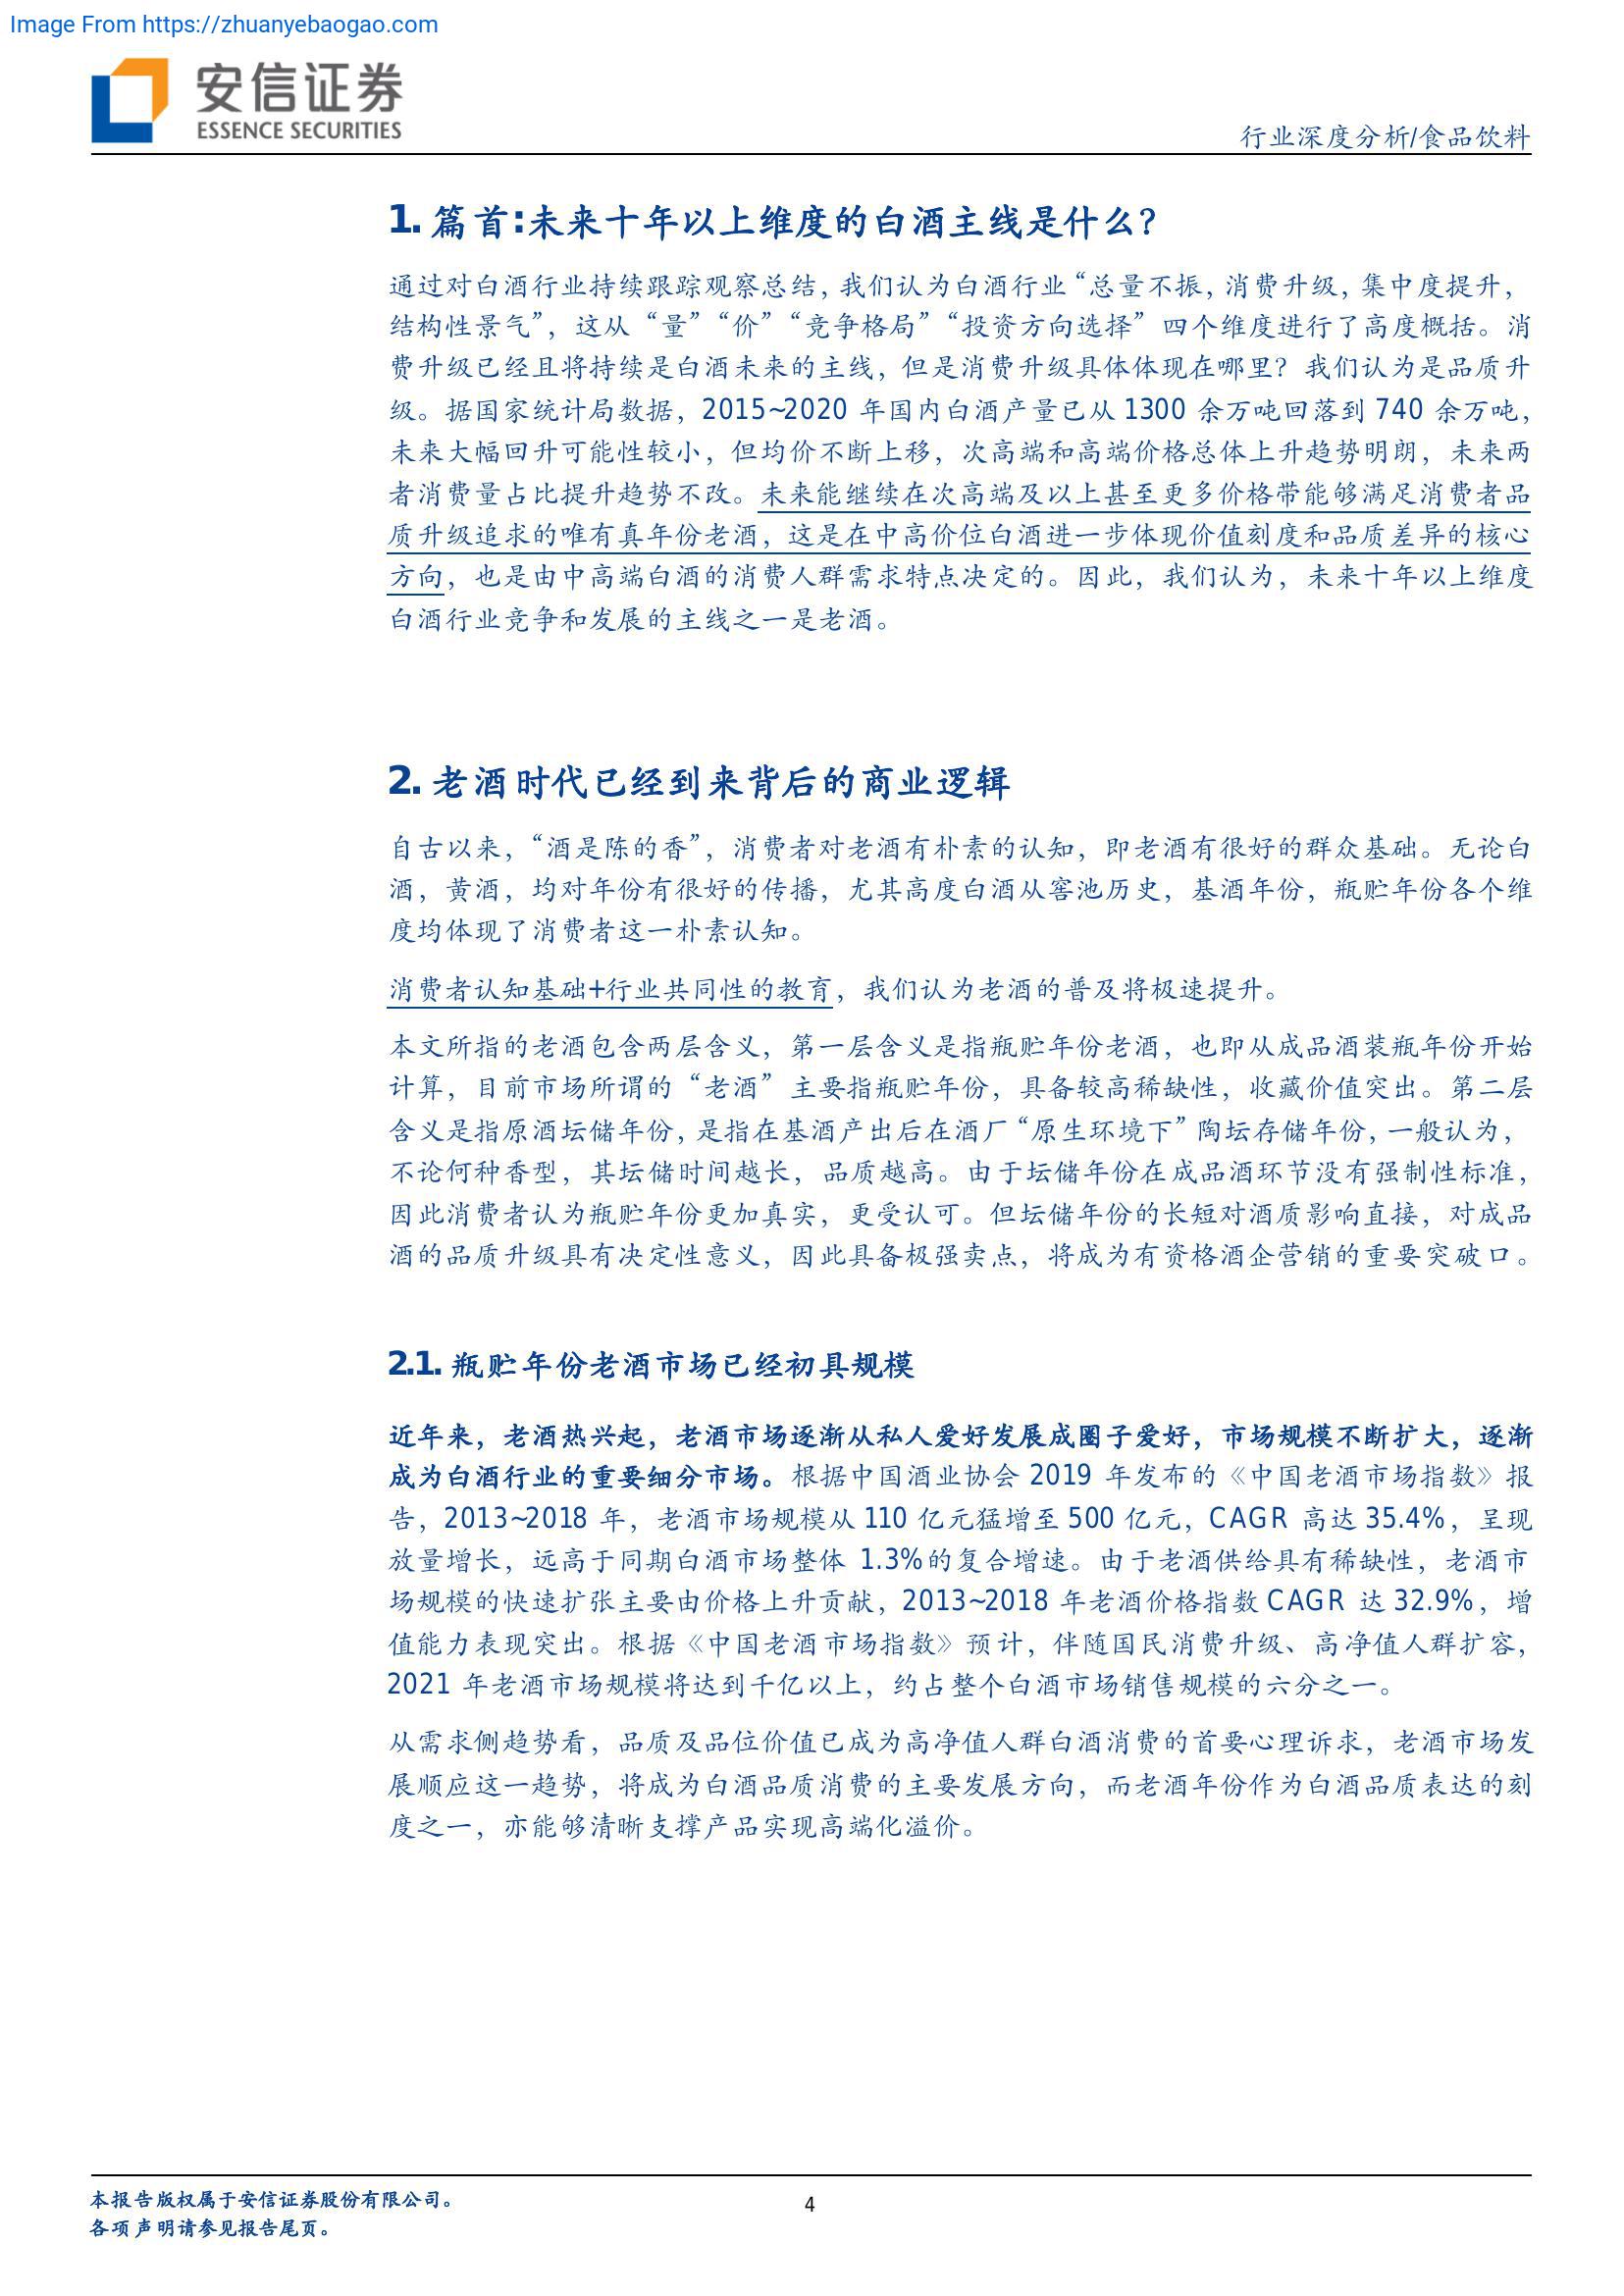 Image From https://zhuanyebaogao.com
安信证券
ESSENCE SECURITIES
行业深度分析/食品饮料
1. 篇首:未来十年以上维度的白酒主线是什么？
通过对白酒行业持续跟踪观察总结，我们认为白酒行业“总量不振，消费升级，集中度提升，
结构性景气”，这从“量”“价”“竞争格局”“投资方向选择”四个维度进行了高度概括。消
费升级已经且将持续是白酒未来的主线，但是消费升级具体体现在哪里？我们认为是品质升
级。据国家统计局数据，2015~2020 年国内白酒产量已从 1300 余万吨回落到 740 余万吨，
未来大幅回升可能性较小，但均价不断上移，次高端和高端价格总体上升趋势明朗，未来两
者消费量占比提升趋势不改。未来能继续在次高端及以上甚至更多价格带能够满足消费者品
质升级追求的唯有真年份老酒，这是在中高价位白酒进一步体现价值刻度和品质差异的核心
方向，也是由中高端白酒的消费人群需求特点决定的。因此，我们认为，未来十年以上维度
白酒行业竞争和发展的主线之一是老酒。
2. 老酒时代已经到来背后的商业逻辑
自古以来，“酒是陈的香”，消费者对老酒有朴素的认知，即老酒有很好的群众基础。无论白
酒，黄酒，均对年份有很好的传播，尤其高度白酒从窖池历史，基酒年份，瓶贮年份各个维
度均体现了消费者这一朴素认知。
消费者认知基础+行业共同性的教育，我们认为老酒的普及将极速提升。
本文所指的老酒包含两层含义，第一层含义是指瓶贮年份老酒，也即从成品酒装瓶年份开始
计算，目前市场所谓的“老酒”主要指瓶贮年份，具备较高稀缺性，收藏价值突出。第二层
含义是指原酒坛储年份，是指在基酒产出后在酒厂“原生环境下”陶坛存储年份，一般认为，
不论何种香型，其坛储时间越长，品质越高。由于坛储年份在成品酒环节没有强制性标准，
因此消费者认为瓶贮年份更加真实，更受认可。但坛储年份的长短对酒质影响直接，对成品
酒的品质升级具有决定性意义，因此具备极强卖点，将成为有资格酒企营销的重要突破口。
2.1. 瓶贮年份老酒市场已经初具规模
近年来，老酒热兴起，老酒市场逐渐从私人爱好发展成圈子爱好，市场规模不断扩大，逐渐
成为白酒行业的重要细分市场。根据中国酒业协会 2019 年发布的《中国老酒市场指数》报
告，2013~2018 年，老酒市场规模从 110 亿元猛增至 500 亿元，CAGR 高达 35.4%，呈现
放量增长，远高于同期白酒市场整体 1.3%的复合增速。由于老酒供给具有稀缺性，老酒市
场规模的快速扩张主要由价格上升贡献，2013~2018 年老酒价格指数 CAGR 达 32.9%，增
值能力表现突出。根据《中国老酒市场指数》预计，伴随国民消费升级、高净值人群扩容，
2021 年老酒市场规模将达到千亿以上，约占整个白酒市场销售规模的六分之一。
从需求侧趋势看，品质及品位价值已成为高净值人群白酒消费的首要心理诉求，老酒市场发
展顺应这一趋势，将成为白酒品质消费的主要发展方向，而老酒年份作为白酒品质表达的刻
度之一，亦能够清晰支撑产品实现高端化溢价。
本报告版权属于安信证券股份有限公司。
4
各项声明请参见报告尾页。